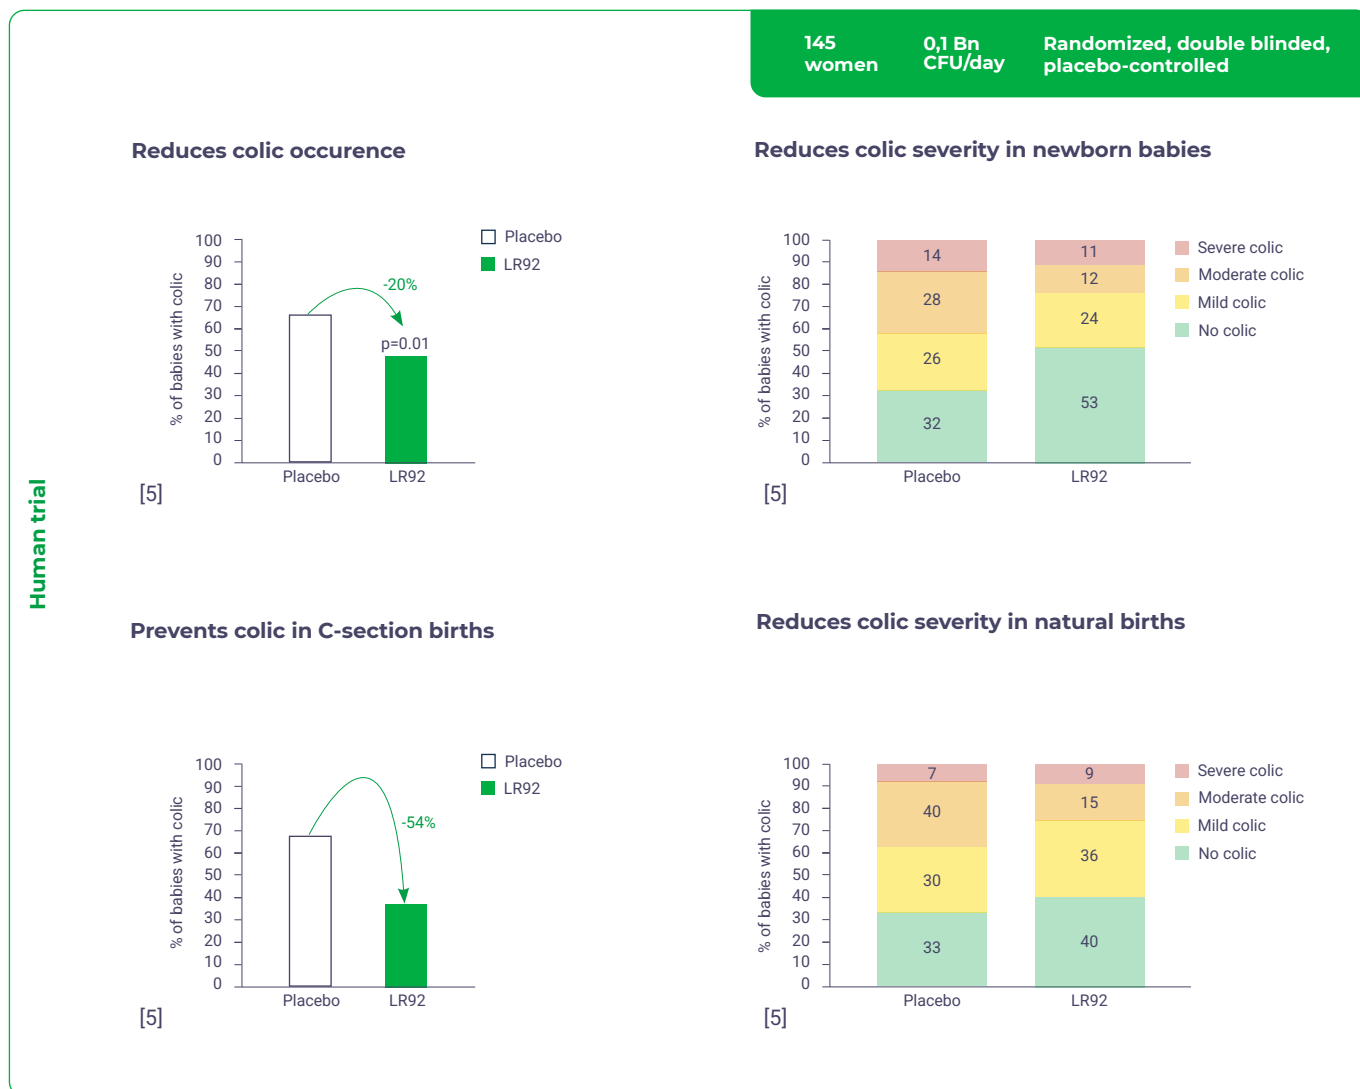 145
women
0,1 Bn
CFU/day
Randomized, double blinded,
placebo-controlled
Human trial
Reduces colic occurence
% of babies with colic
100
90
80
70
60
50
40
30
20
10
0
-20%
p=0.01
Placebo
LR92
Placebo
LR92
[5]
Reduces colic severity in newborn babies
% of babies with colic
100
90
80
70
60
50
40
30
20
10
0
14
28
26
32
11
12
24
53
Placebo
LR92
Severe colic
Moderate colic
Mild colic
No colic
[5]
Prevents colic in C-section births
% of babies with colic
100
90
80
70
60
50
40
30
20
10
0
-54%
Placebo
LR92
Placebo
LR92
[5]
Reduces colic severity in natural births
% of babies with colic
100
90
80
70
60
50
40
30
20
10
0
7
40
30
33
9
15
36
40
Placebo
LR92
Severe colic
Moderate colic
Mild colic
No colic
[5]